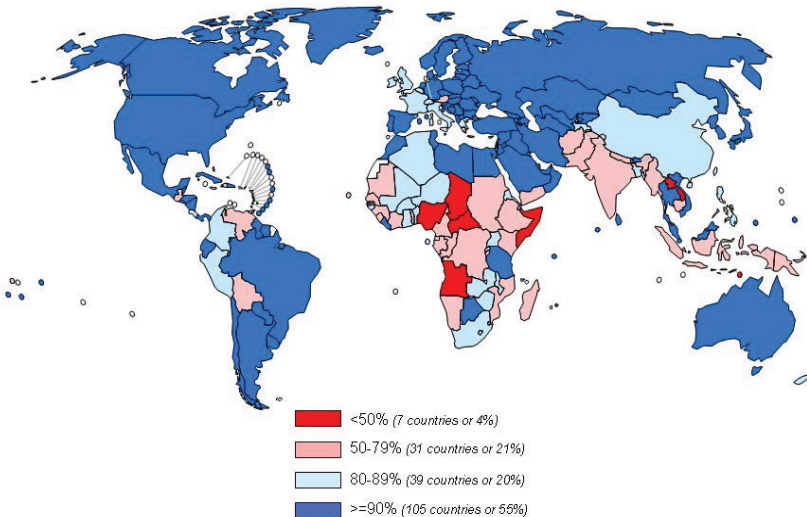 <50% (7 countries or 4%)
50-79% (31 countries or 21%)
80-89% (39 countries or 20%)
>=90% (105 countries or 55%)